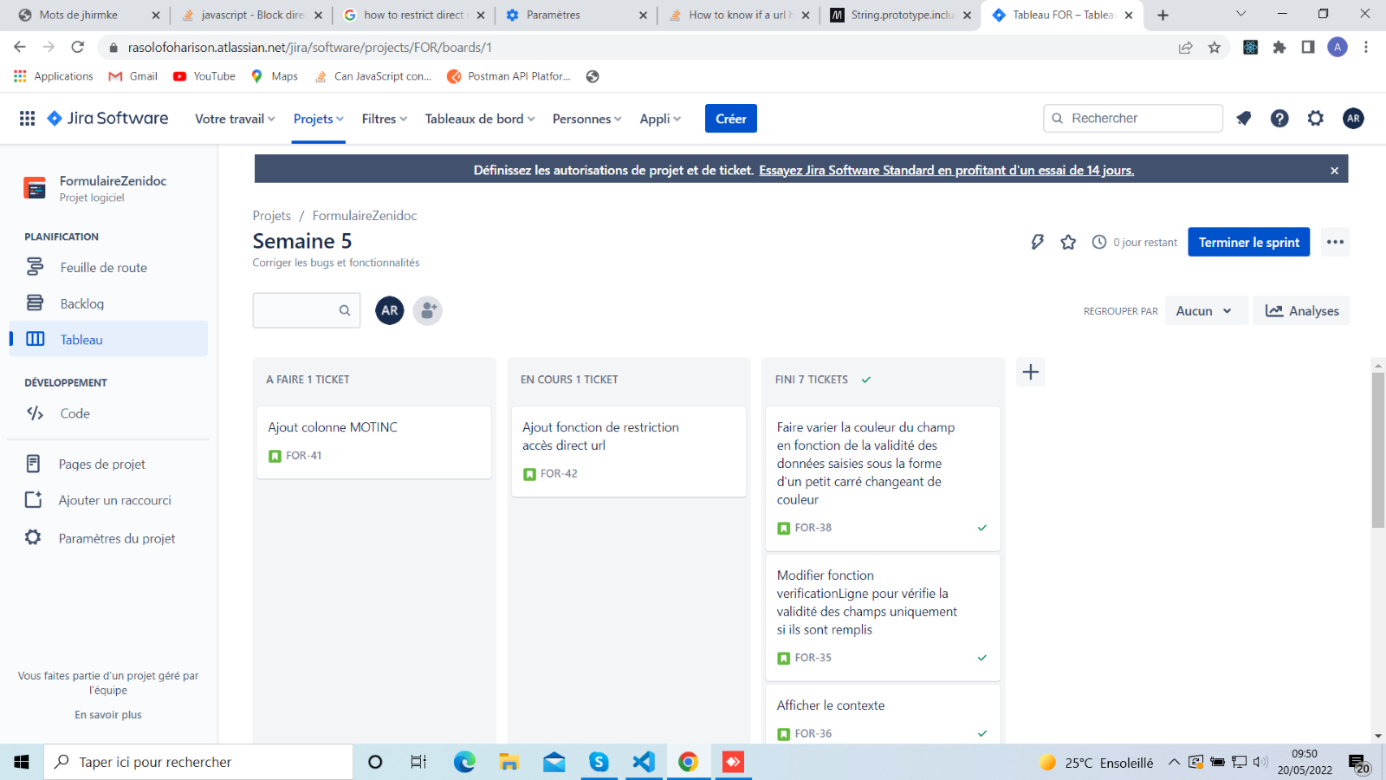 Mots de jhirmke
javascript - Block dire
how to restrict direct
Paramètres
How to know if a url h
String.prototype.inclu
Tableau FOR – Tablea
rasolofoharison.atlassian.net/jira/software/projects/FOR/boards/1
A
Applications
Gmail
YouTube
Maps
Can JavaScript con...
Postman API Platfor...
Jira Software
Votre travail
Projets
Filtres
Tableaux de bord
Personnes
Appli
Créer
Rechercher
AR
Définissez les autorisations de projet et de ticket. Essayez Jira Software Standard en profitant d'un essai de 14 jours.
FormulaireZenidoc
Projet logiciel
PLANIFICATION
Feuille de route
Backlog
Tableau
DÉVELOPPEMENT
Code
Pages de projet
Ajouter un raccourci
Paramètres du projet
Vous faites partie d'un projet géré par
l'équipe
En savoir plus
Projets / FormulaireZenidoc
Semaine 5
Corriger les bugs et fonctionnalités
0 jour restant
Terminer le sprint
AR
REGROUPER PAR
Aucun
Analyses
A FAIRE 1 TICKET
Ajout colonne MOTINC
FOR-41
EN COURS 1 TICKET
Ajout fonction de restriction
accès direct url
FOR-42
FINI 7 TICKETS
Faire varier la couleur du champ
en fonction de la validité des
données saisies sous la forme
d'un petit carré changeant de
couleur
FOR-38
Modifier fonction
verificationLigne pour vérifie la
validité des champs uniquement
si ils sont remplis
FOR-35
Afficher le contexte
FOR-36
Taper ici pour rechercher
25°C Ensoleillé
09:50
20/05/2022
20